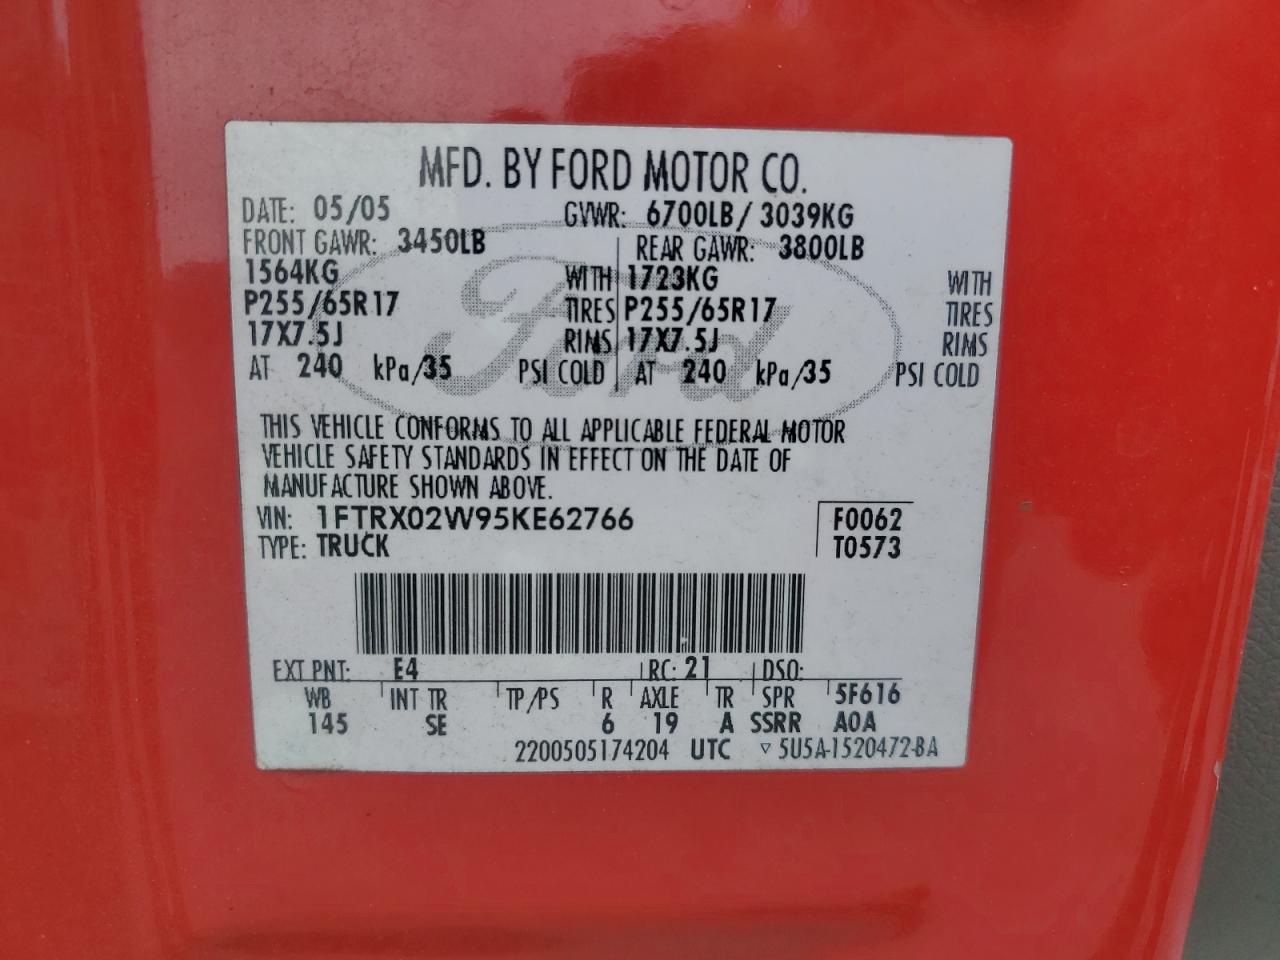 MFD. BY FORD MOTOR CO.
DATE: 05/05 GVWR: 6700LB/ 3039KG
FRONT GAWR: 3450LB REAR GAWR: 3800LB
1564KG WITH 1723KG WITH
P255/65R17 TIRES P255/65R17 TIRES
17X7.5J RIMS 17X7.5J RIMS
AT 240 kPa/35 PSI COLD AT 240 kPa/35 PSI COLD
Ford
THIS VEHICLE CONFORMS TO ALL APPLICABLE FEDERAL MOTOR
VEHICLE SAFETY STANDARDS IN EFFECT ON THE DATE OF
MANUFACTURE SHOWN ABOVE.
VIN: 1FTRX02W95KE62766 F0062
TYPE: TRUCK T0573
EXT PNT: E4 RC: 21 DSO:
WB INT TR TP/PS R AXLE TR SPR 5F616
145 SE 6 19 A SSRR A0A
2200505174204 UTC ▿ 5U5A-1520472-BA